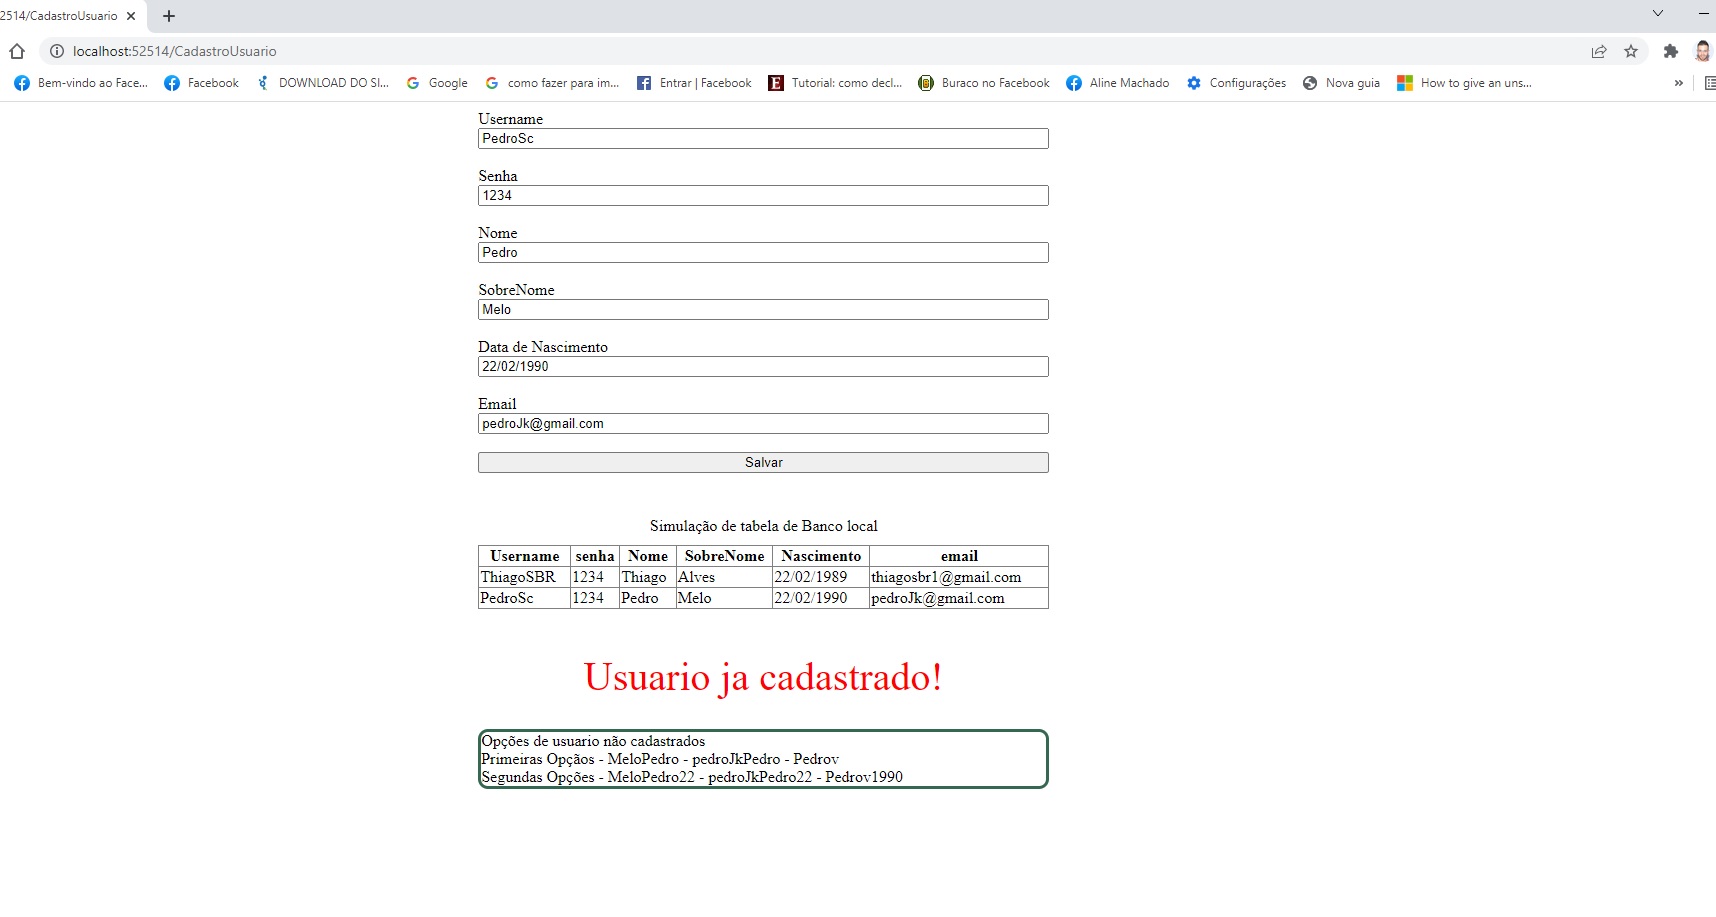 2514/CadastroUsuario
localhost:52514/CadastroUsuario
Bem-vindo ao Face... Facebook DOWNLOAD DO SI... Google como fazer para im... Entrar | Facebook Tutorial: como decl... Buraco no Facebook Aline Machado Configurações Nova guia How to give an uns... »
Username
PedroSc
Senha
1234
Nome
Pedro
SobreNome
Melo
Data de Nascimento
22/02/1990
Email
pedroJk@gmail.com
Salvar
Simulação de tabela de Banco local
Username senha Nome SobreNome Nascimento email
ThiagoSBR 1234 Thiago Alves 22/02/1989 thiagosbr1@gmail.com
PedroSc 1234 Pedro Melo 22/02/1990 pedroJk@gmail.com
Usuario ja cadastrado!
Opções de usuario não cadastrados
Primeiras Opçãos - MeloPedro - pedroJkPedro - Pedrov
Segundas Opções - MeloPedro22 - pedroJkPedro22 - Pedrov1990